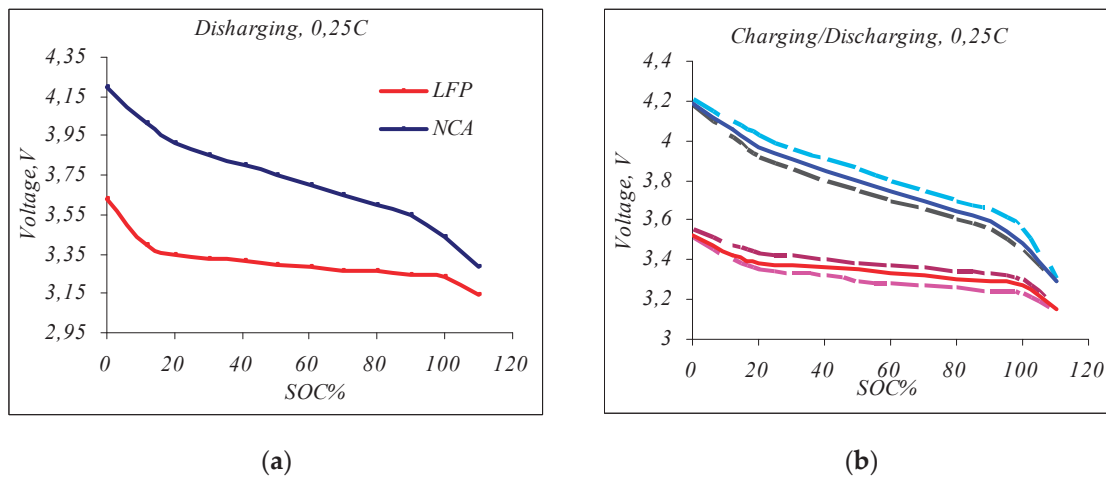 Disharging, 0,25C
4,35
4,15
3,95
3,75
3,55
3,35
3,15
2,95
Voltage,V
LFP
NCA
0 20 40 60 80 100 120
SOC%
(a)
Charging/Discharging, 0,25C
4,4
4,2
4
3,8
3,6
3,4
3,2
3
Voltage, V
0 20 40 60 80 100 120
SOC%
(b)